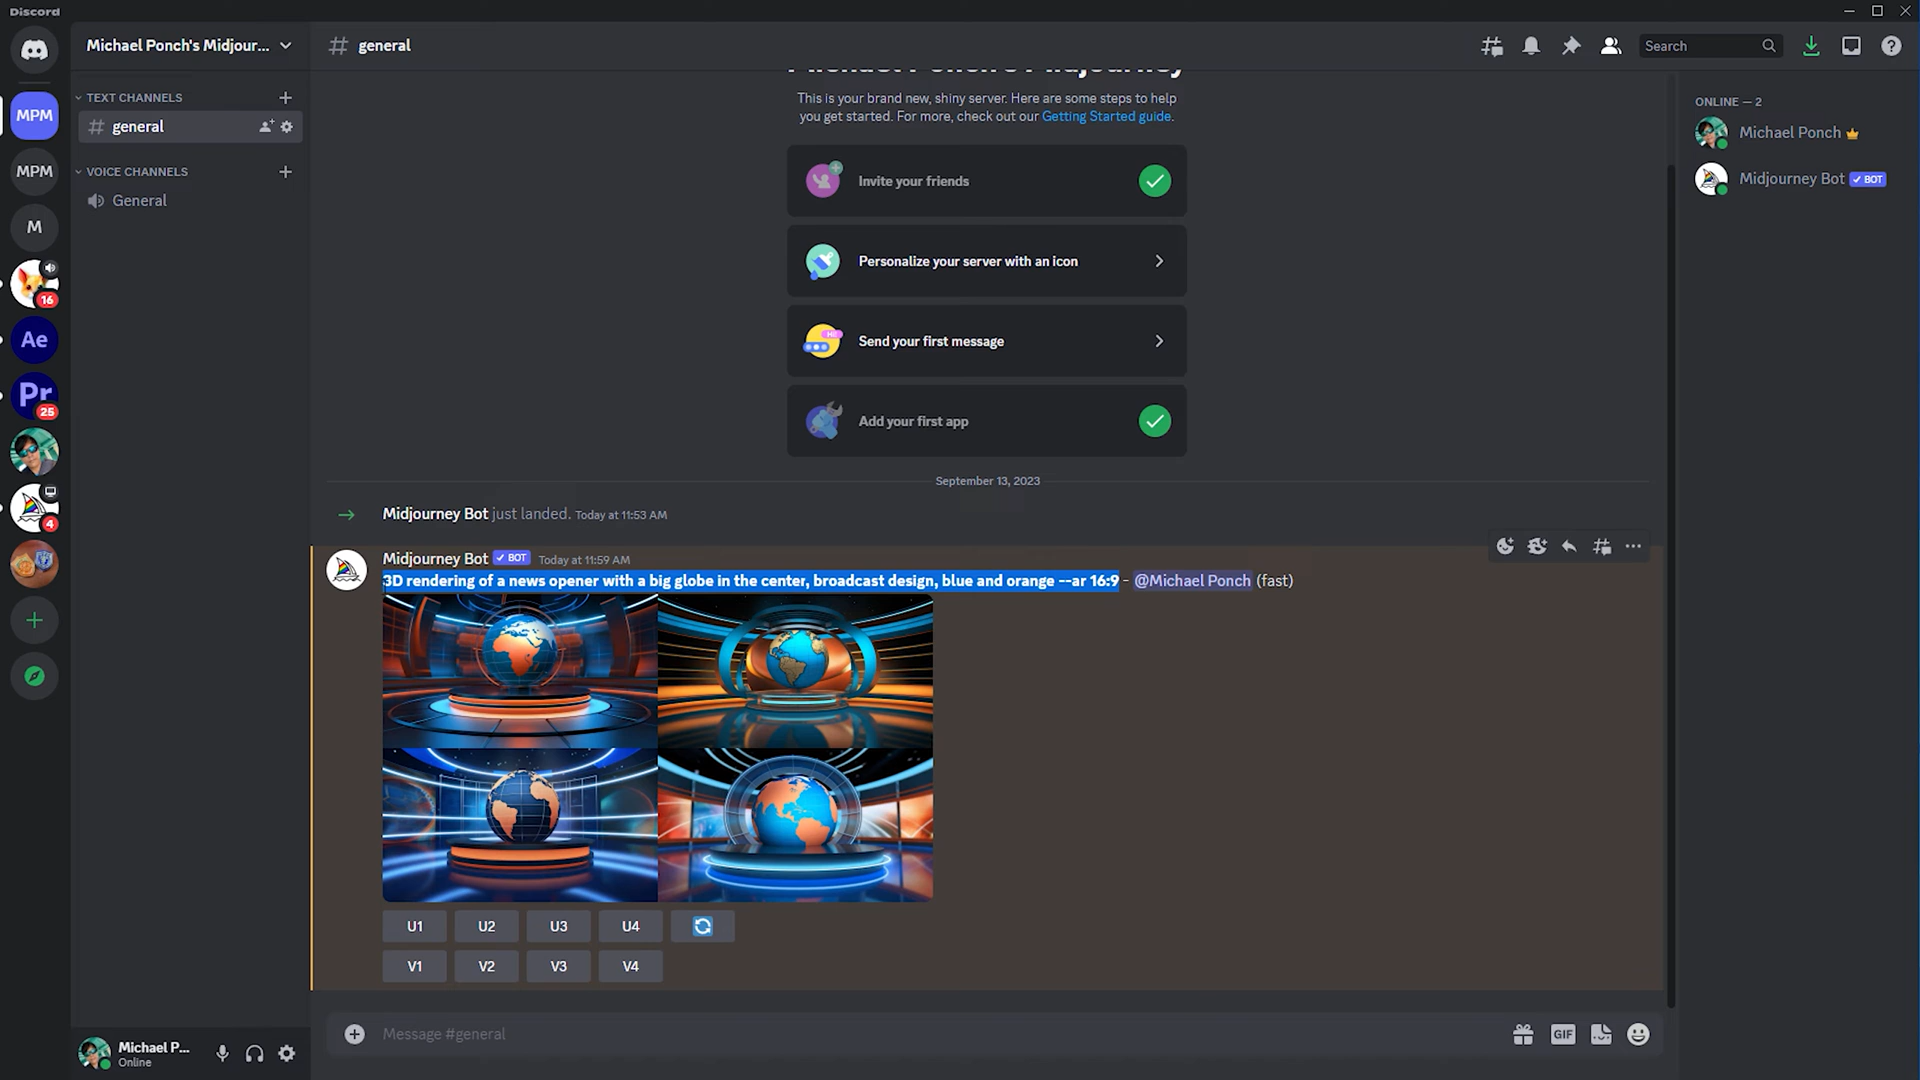 Discord
Michael Ponch's Midjour...
general
Search
TEXT CHANNELS
general
VOICE CHANNELS
General
MPM
MPM
M
16
Ae
Pr
25
4
Michael Ponch's Midjourney
This is your brand new, shiny server. Here are some steps to help
you get started. For more, check out our Getting Started guide.
Invite your friends
Personalize your server with an icon
Hi!
Send your first message
Add your first app
September 13, 2023
Midjourney Bot just landed. Today at 11:53 AM
Midjourney Bot ✓ BOT Today at 11:59 AM
3D rendering of a news opener with a big globe in the center, broadcast design, blue and orange --ar 16:9 - @Michael Ponch (fast)
U1 U2 U3 U4
V1 V2 V3 V4
Message #general
GIF
Michael P...
Online
ONLINE — 2
Michael Ponch
Midjourney Bot ✓ BOT